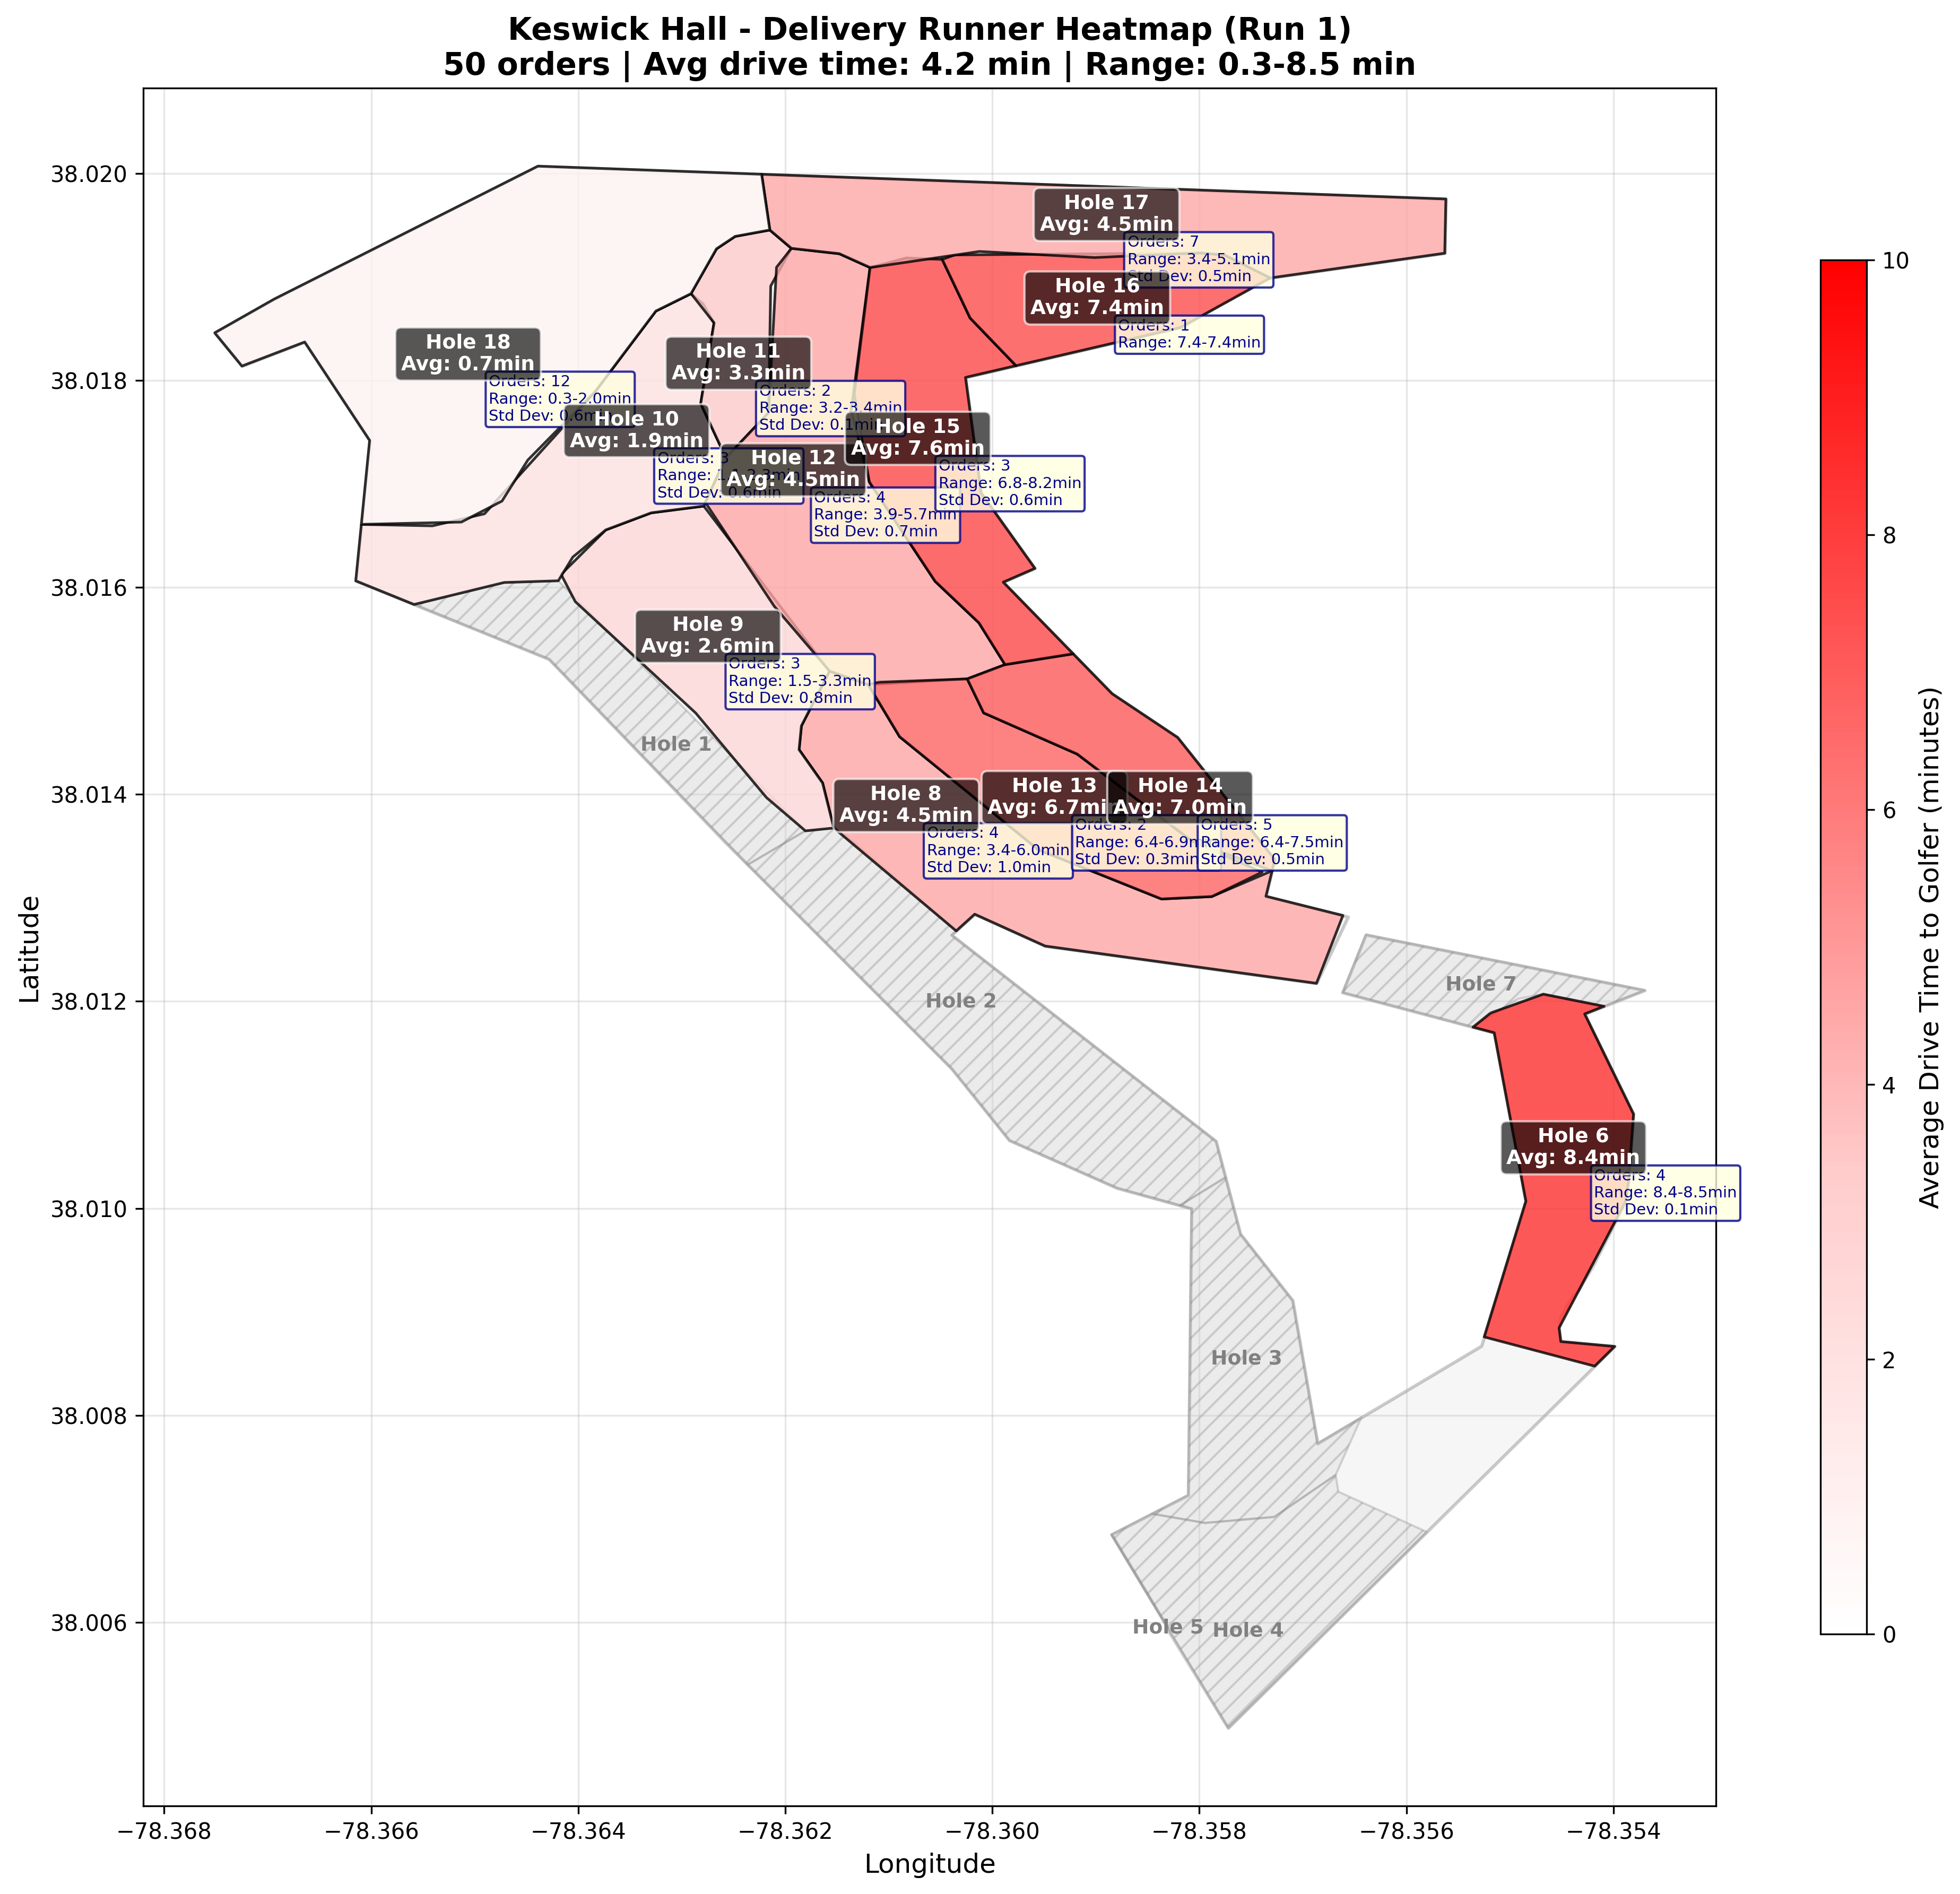 Keswick Hall - Delivery Runner Heatmap (Run 1)
50 orders | Avg drive time: 4.2 min | Range: 0.3-8.5 min
Latitude
38.020
38.018
38.016
38.014
38.012
38.010
38.008
38.006
Hole 17
Avg: 4.5min
Orders: 7
Range: 3.4-5.1min
Std Dev: 0.5min
Hole 16
Avg: 7.4min
Orders: 1
Range: 7.4-7.4min
Hole 18
Avg: 0.7min
Orders: 12
Range: 0.3-2.0min
Std Dev: 0.6min
Hole 11
Avg: 3.3min
Orders: 2
Range: 3.2-3.4min
Std Dev: 0.1min
Hole 10
Avg: 1.9min
Orders: 3
Range:
Std Dev: 0.6min
Hole 15
Avg: 7.6min
Orders: 3
Range: 6.8-8.2min
Std Dev: 0.6min
Hole 12
Avg: 4.5min
Orders: 4
Range: 3.9-5.7min
Std Dev: 0.7min
Hole 9
Avg: 2.6min
Orders: 3
Range: 1.5-3.3min
Std Dev: 0.8min
Hole 1
Hole 8
Avg: 4.5min
Orders: 4
Range: 3.4-6.0min
Std Dev: 1.0min
Hole 13
Avg: 6.7min
Orders: 2
Range: 6.4-6.9m
Std Dev: 0.3min
Hole 14
Avg: 7.0min
Orders: 5
Range: 6.4-7.5min
Std Dev: 0.5min
Hole 2
Hole 7
Hole 6
Avg: 8.4min
Orders: 4
Range: 8.4-8.5min
Std Dev: 0.1min
Hole 3
Hole 5
Hole 4
−78.368
−78.366
−78.364
−78.362
−78.360
−78.358
−78.356
−78.354
Longitude
10
8
6
4
2
0
Average Drive Time to Golfer (minutes)